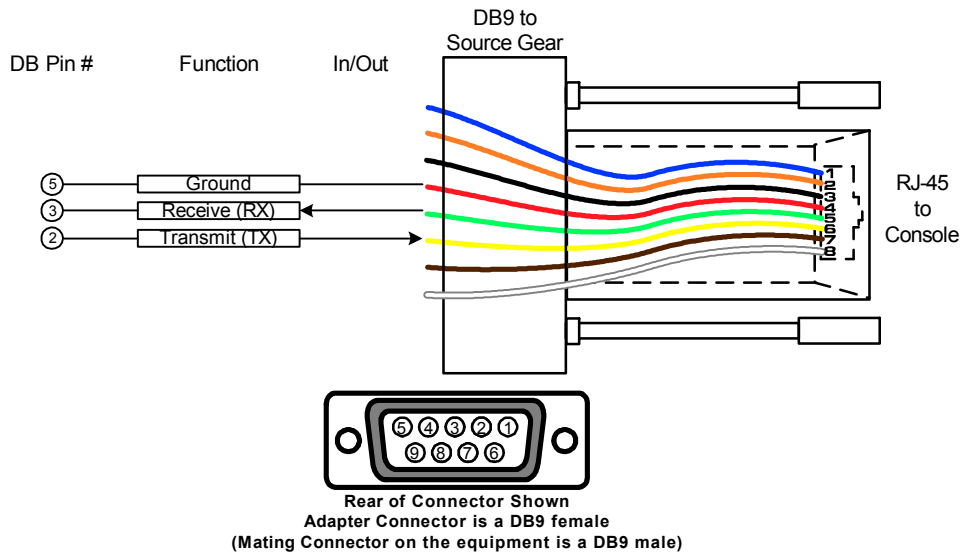 DB9 to
Source Gear
DB Pin # Function In/Out
5 Ground
3 Receive (RX)
2 Transmit (TX)
1
2
3
4
5
6
7
8
RJ-45
to
Console
5 4 3 2 1
9 8 7 6
Rear of Connector Shown
Adapter Connector is a DB9 female
(Mating Connector on the equipment is a DB9 male)